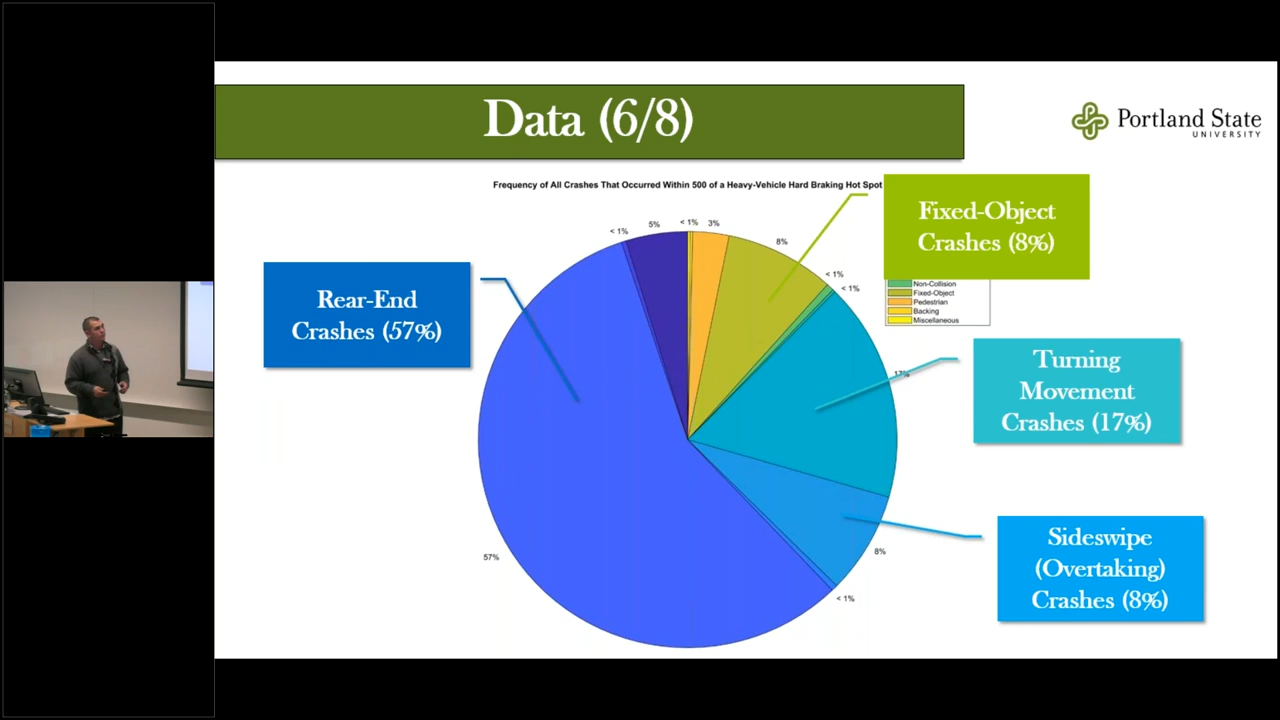 Data (6/8)
Portland State
UNIVERSITY
Frequency of All Crashes That Occurred Within 500 of a Heavy-Vehicle Hard Braking Hot Spot
Fixed-Object
Crashes (8%)
< 1%
5%
< 1%
3%
8%
< 1%
< 1%
Non-Collision
Fixed-Object
Pedestrian
Backing
Miscellaneous
Rear-End
Crashes (57%)
17%
Turning
Movement
Crashes (17%)
57%
8%
< 1%
Sideswipe
(Overtaking)
Crashes (8%)